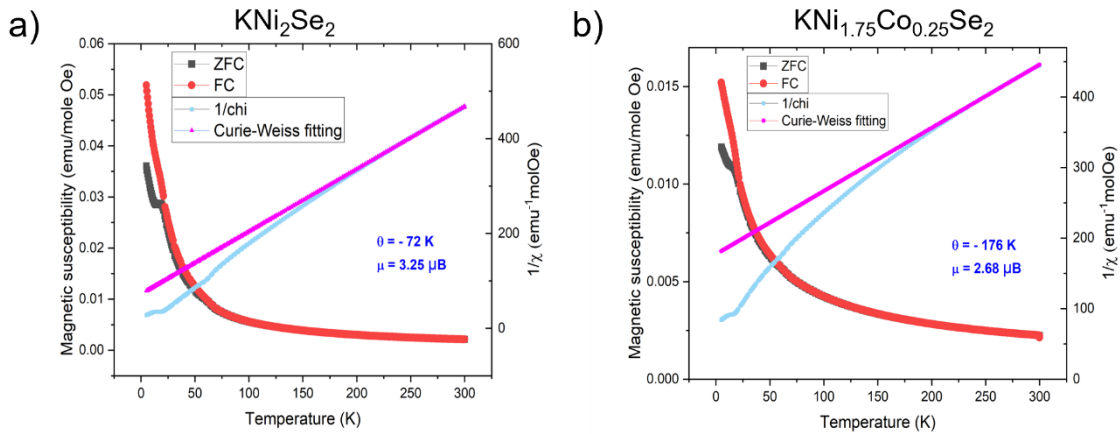 a)
KNi2Se2
Magnetic susceptibility (emu/mole Oe)
0.06
0.05
0.04
0.03
0.02
0.01
0.00
ZFC
FC
1/chi
Curie-Weiss fitting
θ = - 72 K
μ = 3.25 μB
600
400
200
0
1/χ (emu⁻¹molOe)
0 50 100 150 200 250 300
Temperature (K)
b)
KNi1.75Co0.25Se2
Magnetic susceptibility (emu/mole Oe)
0.015
0.010
0.005
0.000
ZFC
FC
1/chi
Curie-Weiss fitting
θ = - 176 K
μ = 2.68 μB
400
300
200
100
0
1/χ (emu⁻¹molOe)
0 50 100 150 200 250 300
Temperature (K)